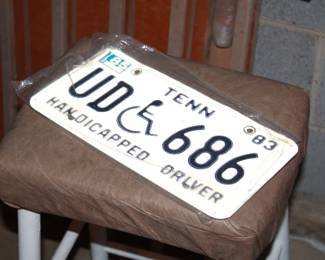 TENN 83
UD 686
HANDICAPPED DRIVER